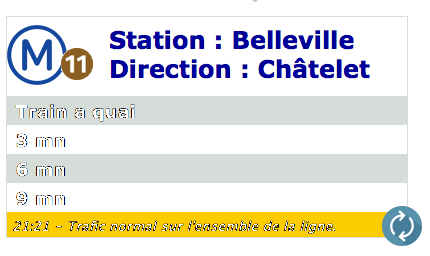 M 11
Station : Belleville
Direction : Châtelet
Train a quai
3 mn
6 mn
9 mn
21:21 - Trafic normal sur l'ensemble de la ligne.